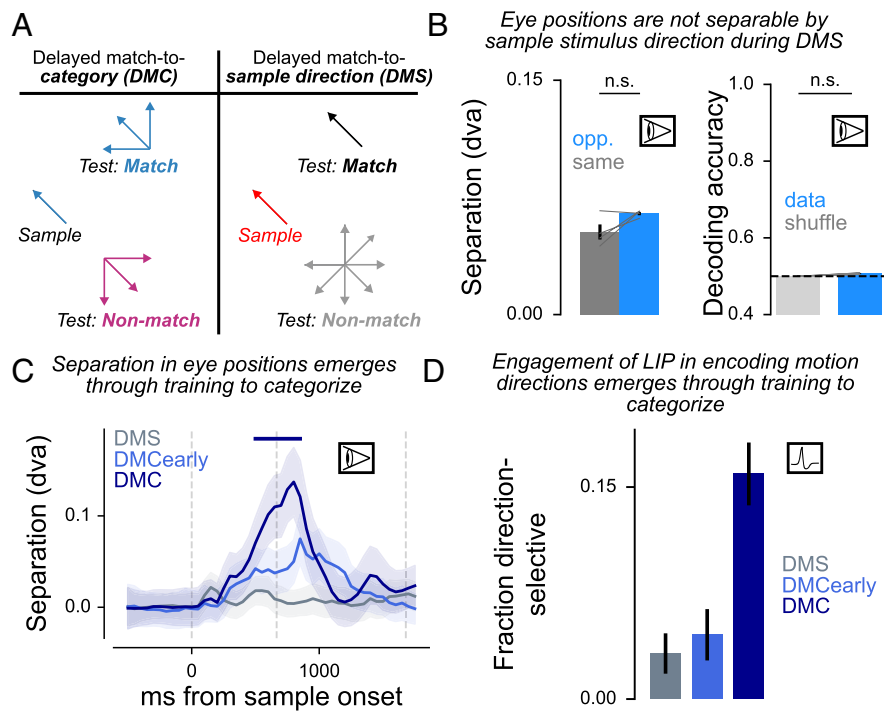 A
Delayed match-to-
category (DMC)
Delayed match-to-
sample direction (DMS)
Test: Match
Sample
Test: Non-match
Test: Match
Sample
Test: Non-match
B
Eye positions are not separable by
sample stimulus direction during DMS
Separation (dva)
0.15
0.00
n.s.
opp.
same
Decoding accuracy
1.0
0.8
0.6
0.4
n.s.
data
shuffle
C
Separation in eye positions emerges
through training to categorize
DMS
DMCearly
DMC
Separation (dva)
0.1
0.0
0
1000
ms from sample onset
D
Engagement of LIP in encoding motion
directions emerges through training to
categorize
Fraction direction-
selective
0.15
0.00
DMS
DMCearly
DMC